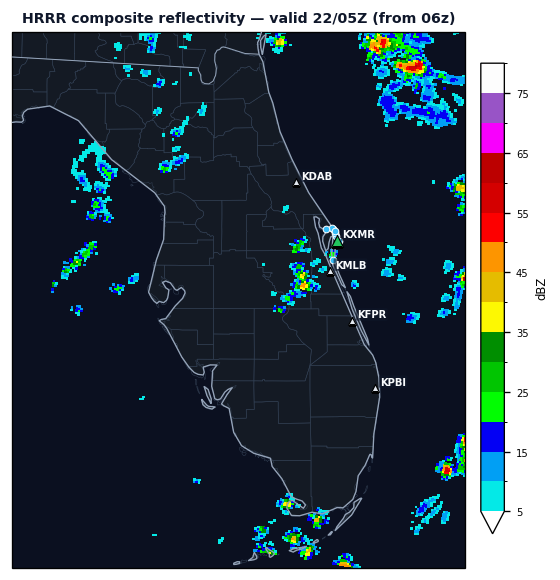 HRRR composite reflectivity — valid 22/05Z (from 06z)
KDAB
KXMR
KMLB
KFPR
KPBI
75
65
55
45
35
25
15
5
dBZ